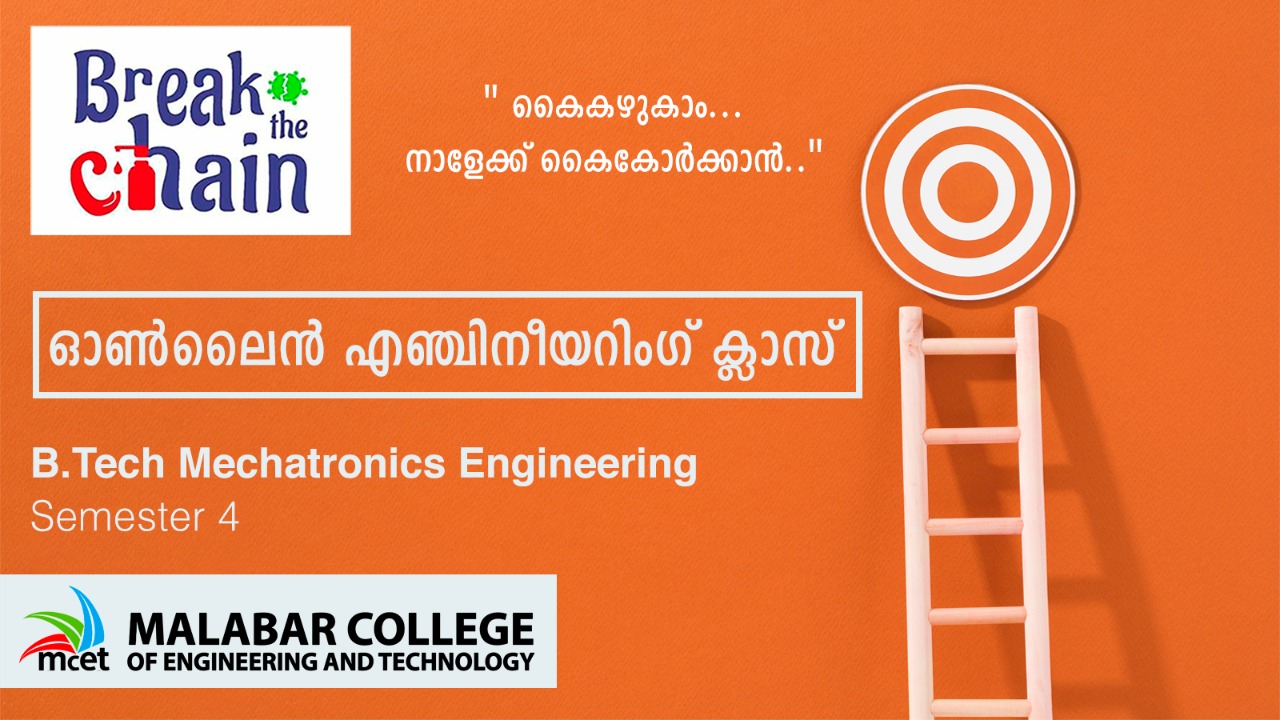 Break
the
chain
" കൈകഴുകാം...
നാളേക്ക് കൈകോർക്കാൻ.."
ഓൺലൈൻ എഞ്ചിനീയറിംഗ് ക്ലാസ്
B.Tech Mechatronics Engineering
Semester 4
mcet
MALABAR COLLEGE
OF ENGINEERING AND TECHNOLOGY